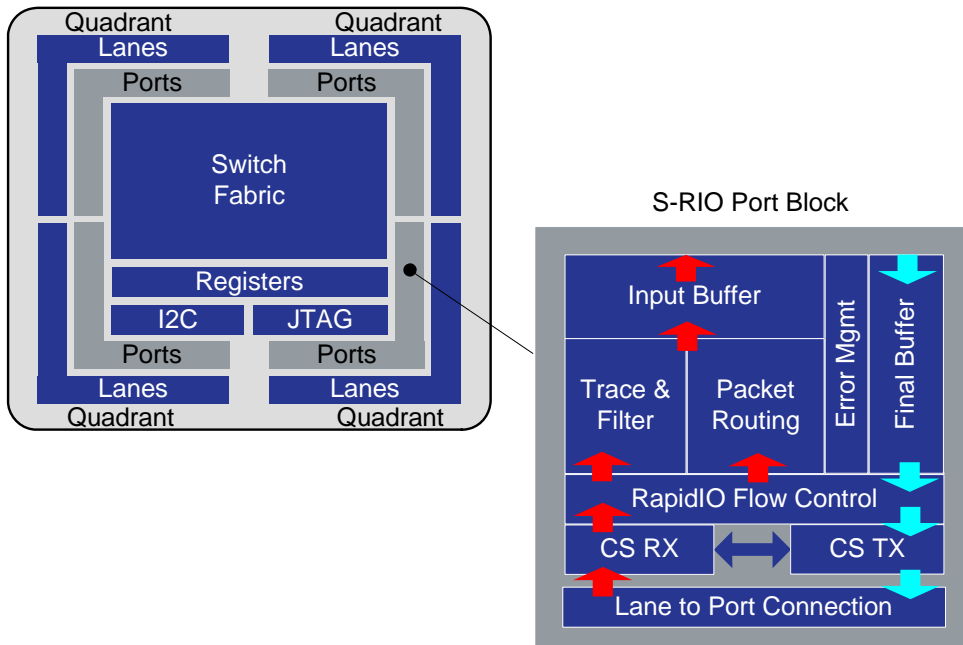 Quadrant
Quadrant
Lanes
Lanes
Ports
Ports
Switch
Fabric
Registers
I2C
JTAG
Ports
Ports
Lanes
Lanes
Quadrant
Quadrant
S-RIO Port Block
Input Buffer
Error Mgmt
Final Buffer
Trace &
Filter
Packet
Routing
RapidIO Flow Control
CS RX
CS TX
Lane to Port Connection